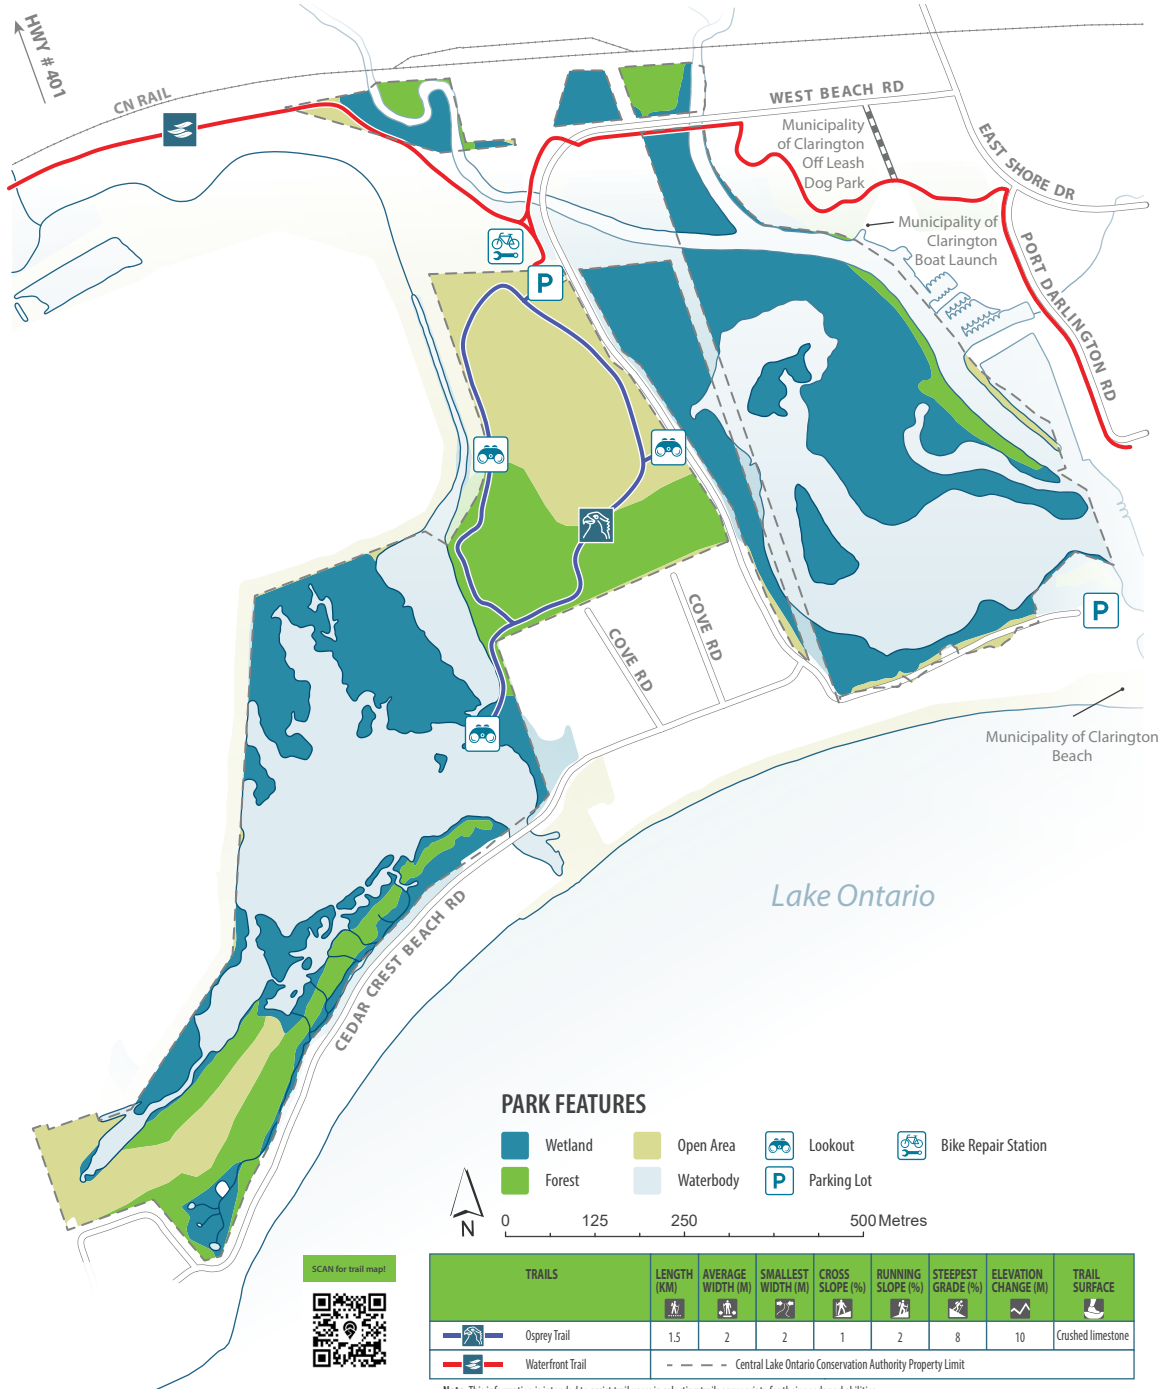 HWY # 401
CN RAIL
WEST BEACH RD
Municipality
of Clarington
Off Leash
Dog Park
EAST SHORE DR
Municipality of
Clarington
Boat Launch
PORT DARLINGTON RD
P
COVE RD
COVE RD
P
Municipality of Clarington
Beach
Lake Ontario
CEDAR CREST BEACH RD
PARK FEATURES
Wetland
Open Area
Lookout
Bike Repair Station
Forest
Waterbody
P Parking Lot
N
0 125 250 500 Metres
SCAN for trail map!
TRAILS
LENGTH (KM)
AVERAGE WIDTH (M)
SMALLEST WIDTH (M)
CROSS SLOPE (%)
RUNNING SLOPE (%)
STEEPEST GRADE (%)
ELEVATION CHANGE (M)
TRAIL SURFACE
Osprey Trail 1.5 2 2 1 2 8 10 Crushed limestone
Waterfront Trail
Central Lake Ontario Conservation Authority Property Limit